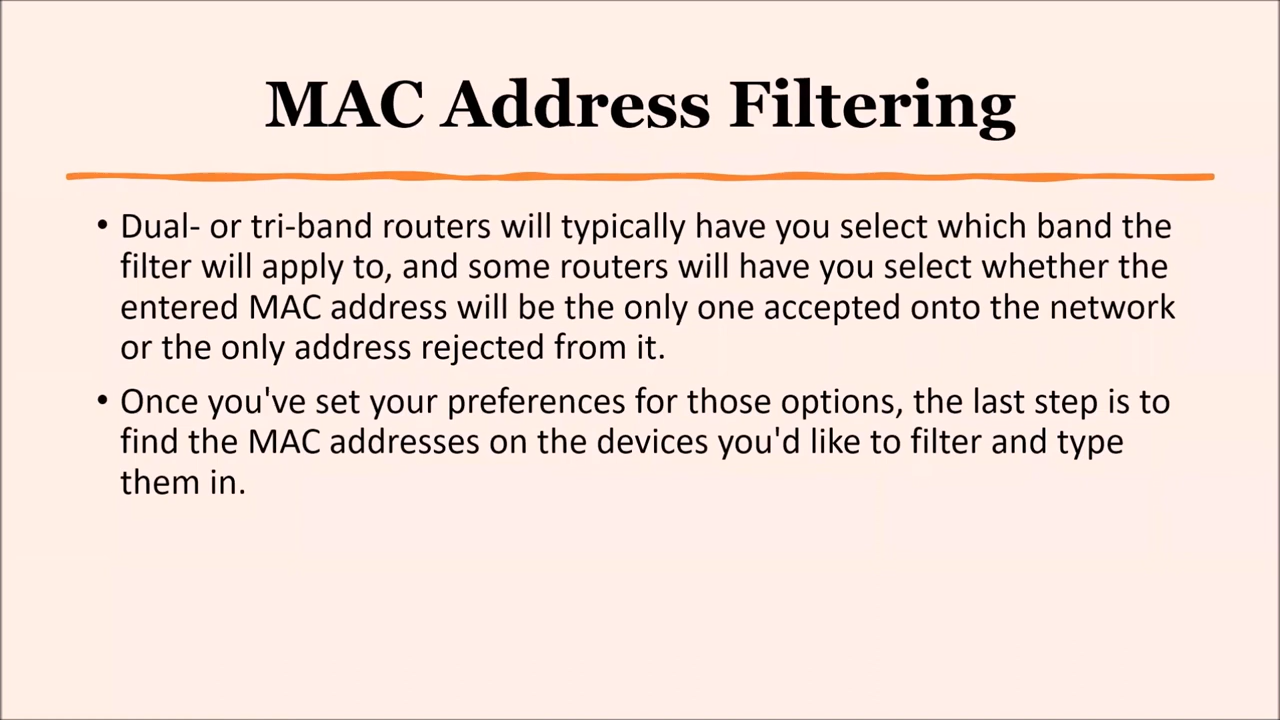 MAC Address Filtering
• Dual- or tri-band routers will typically have you select which band the
filter will apply to, and some routers will have you select whether the
entered MAC address will be the only one accepted onto the network
or the only address rejected from it.
• Once you've set your preferences for those options, the last step is to
find the MAC addresses on the devices you'd like to filter and type
them in.